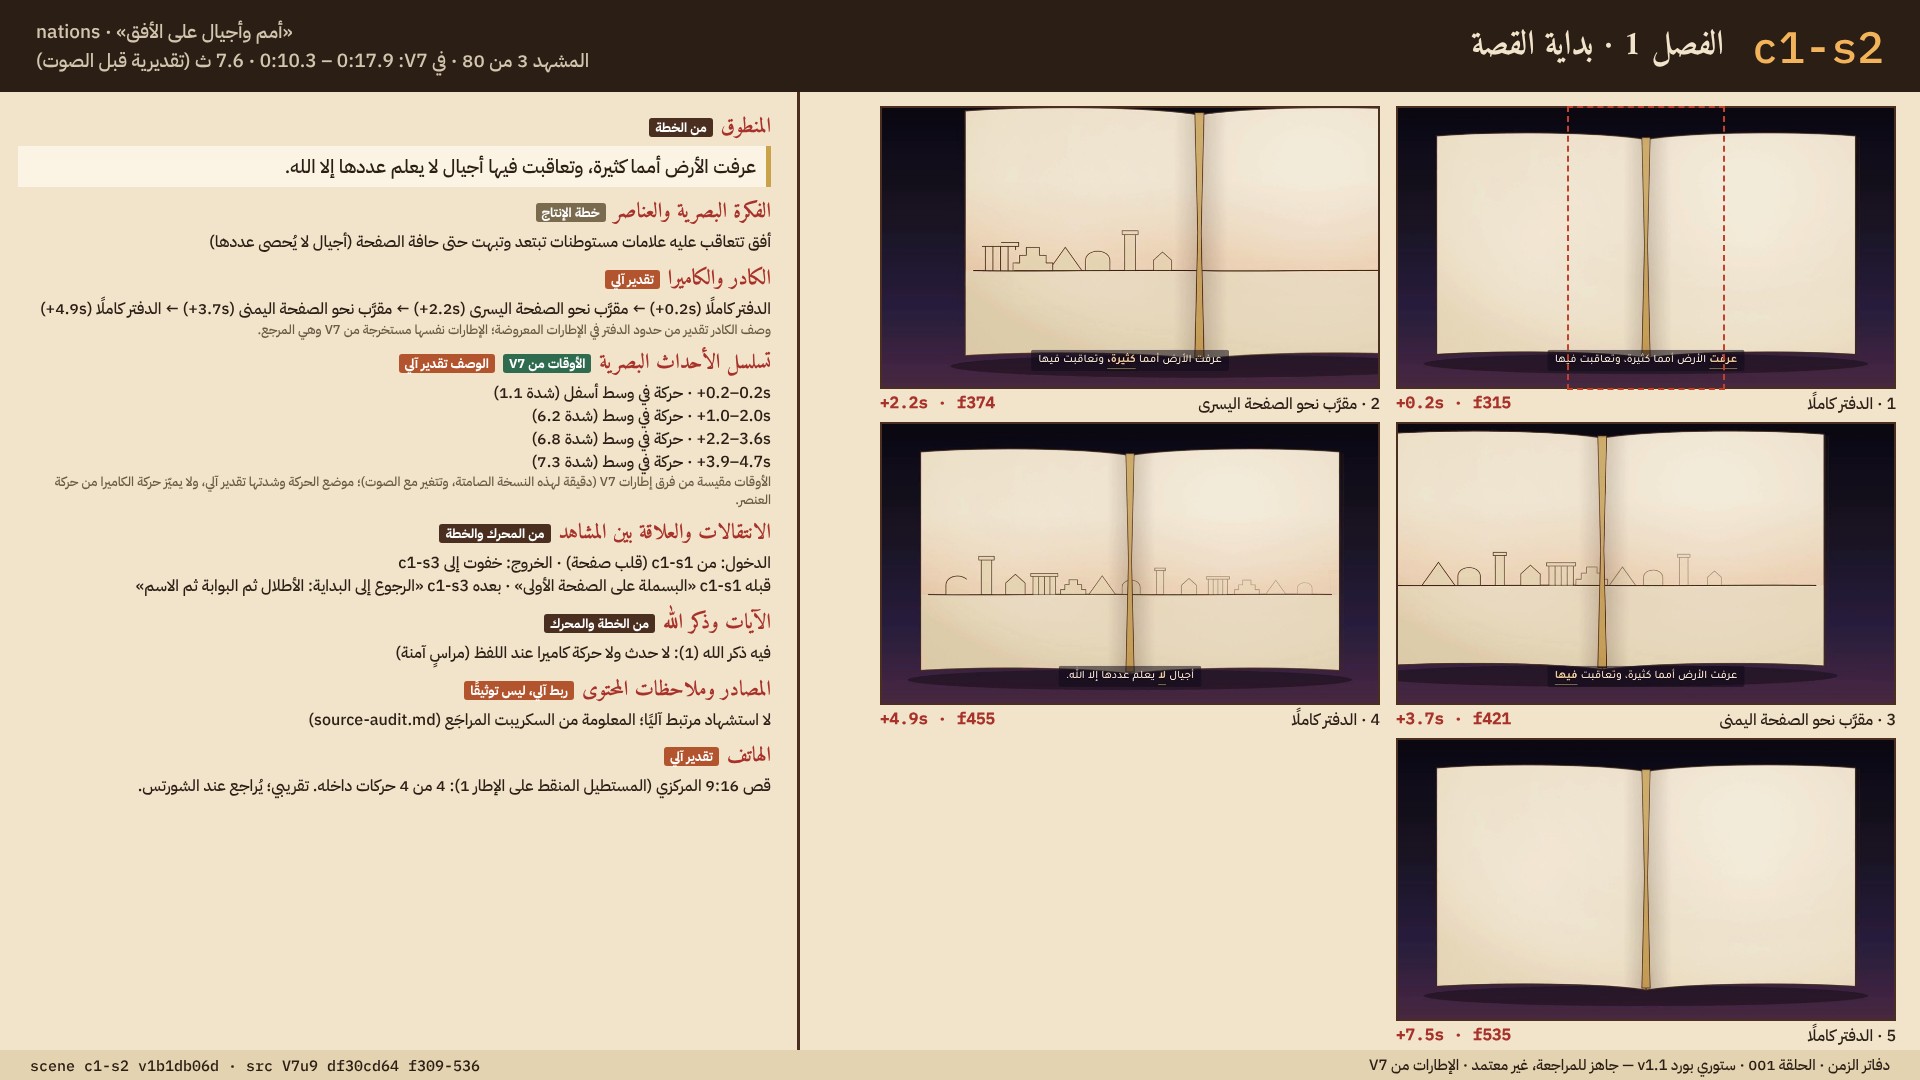 c1-s2 الفصل 1 · بداية القصة
«أمم وأجيال على الأفق» · nations
المشهد 3 من 80 · في V7: 0:10.3 – 0:17.9 · 7.6 ث (تقديرية قبل الصوت)
عرفت الأرض أمما كثيرة، وتعاقبت فيها
1 · الدفتر كاملًا +0.2s · f315
عرفت الأرض أمما كثيرة، وتعاقبت فيها
2 · مقرَّب نحو الصفحة اليسرى +2.2s · f374
عرفت الأرض أمما كثيرة، وتعاقبت فيها
3 · مقرَّب نحو الصفحة اليمنى +3.7s · f421
أجيال لا يعلم عددها إلا الله.
4 · الدفتر كاملًا +4.9s · f455
5 · الدفتر كاملًا +7.5s · f535
المنطوق من الخطة
عرفت الأرض أمما كثيرة، وتعاقبت فيها أجيال لا يعلم عددها إلا الله.
الفكرة البصرية والعناصر خطة الإنتاج
أفق تتعاقب عليه علامات مستوطنات تبتعد وتبهت حتى حافة الصفحة (أجيال لا يُحصى عددها)
الكادر والكاميرا تقدير آلي
الدفتر كاملًا (+0.2s) ← مقرَّب نحو الصفحة اليسرى (+2.2s) ← مقرَّب نحو الصفحة اليمنى (+3.7s) ← الدفتر كاملًا (+4.9s)
وصف الكادر تقدير من حدود الدفتر في الإطارات المعروضة؛ الإطارات نفسها مستخرجة من V7 وهي المرجع.
تسلسل الأحداث البصرية الأوقات من V7 الوصف تقدير آلي
+0.2–0.2s · حركة في وسط أسفل (شدة 1.1)
+1.0–2.0s · حركة في وسط (شدة 6.2)
+2.2–3.6s · حركة في وسط (شدة 6.8)
+3.9–4.7s · حركة في وسط (شدة 7.3)
الأوقات مقيسة من فرق إطارات V7 (دقيقة لهذه النسخة الصامتة، وتتغير مع الصوت)؛ موضع الحركة وشدتها تقدير آلي، ولا يميّز حركة الكاميرا من حركة
العنصر.
الانتقالات والعلاقة بين المشاهد من المحرك والخطة
الدخول: من c1-s1 (قلب صفحة) · الخروج: خفوت إلى c1-s3
قبله c1-s1 «البسملة على الصفحة الأولى» · بعده c1-s3 «الرجوع إلى البداية: الأطلال ثم البوابة ثم الاسم»
الآيات وذكر الله من الخطة والمحرك
فيه ذكر الله (1): لا حدث ولا حركة كاميرا عند اللفظ (مراسٍ آمنة)
المصادر وملاحظات المحتوى ربط آلي، ليس توثيقًا
لا استشهاد مرتبط آليًا؛ المعلومة من السكريبت المراجَع (source-audit.md)
الهاتف تقدير آلي
قص 9:16 المركزي (المستطيل المنقط على الإطار 1): 4 من 4 حركات داخله. تقريبي؛ يُراجع عند الشورتس.
دفاتر الزمن · الحلقة 001 · ستوري بورد v1.1 — جاهز للمراجعة، غير معتمد · الإطارات من V7
scene c1-s2 v1b1db06d · src V7u9 df30cd64 f309-536